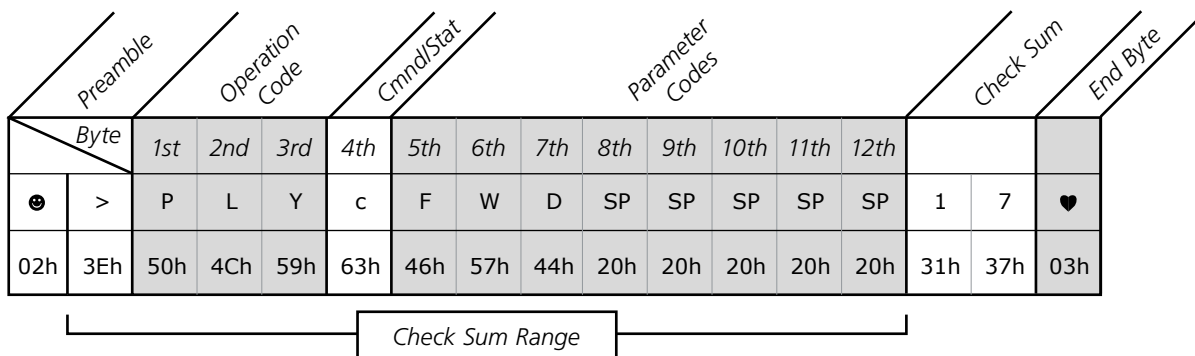 Preamble
Operation
Code
Cmnd/Stat
Parameter
Codes
Check Sum
End Byte
Byte 1st 2nd 3rd 4th 5th 6th 7th 8th 9th 10th 11th 12th
☻ > P L Y c F W D SP SP SP SP SP 1 7 ♥
02h 3Eh 50h 4Ch 59h 63h 46h 57h 44h 20h 20h 20h 20h 20h 31h 37h 03h
Check Sum Range